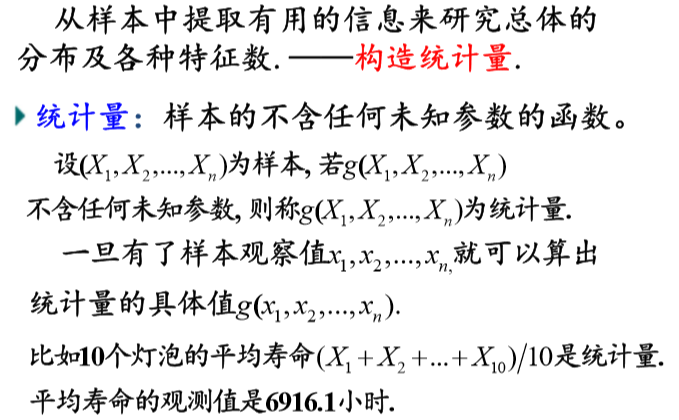 从样本中提取有用的信息来研究总体的
分布及各种特征数.——构造统计量.
统计量：样本的不含任何未知参数的函数。
设(X₁,X₂,...,Xₙ)为样本,若g(X₁,X₂,...,Xₙ)
不含任何未知参数,则称g(X₁,X₂,...,Xₙ)为统计量.
一旦有了样本观察值x₁,x₂,...,xₙ,就可以算出
统计量的具体值g(x₁,x₂,...,xₙ).
比如10个灯泡的平均寿命(X₁+X₂+...+X₁₀)/10是统计量.
平均寿命的观测值是6916.1小时.